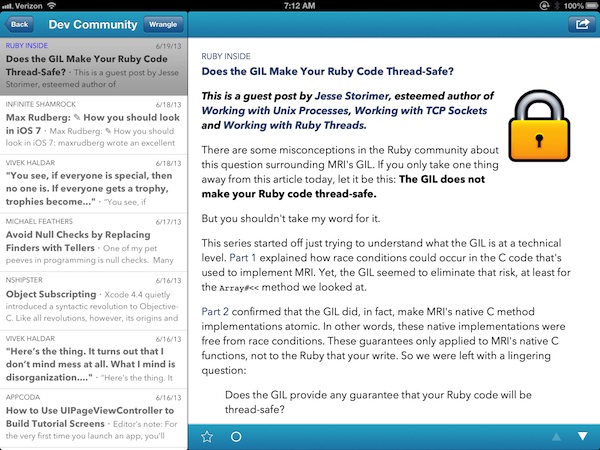 Verizon 7:12 AM 100%
Back Dev Community Wrangle
RUBY INSIDE 6/19/13
Does the GIL Make Your Ruby Code
Thread-Safe? · This is a guest post by
Jesse Storimer, esteemed author of
INFINITE SHAMROCK 6/18/13
Max Rudberg: ✎ How you should look
in iOS 7 · Max Rudberg: ✎ How you should
look in iOS 7: maxrudberg wrote an excellent
VIVEK HALDAR 6/18/13
"You see, if everyone is special, then
no one is. If everyone gets a trophy,
trophies become..." · "You see, if
MICHAEL FEATHERS 6/17/13
Avoid Null Checks by Replacing
Finders with Tellers · One of my pet
peeves in programming is null checks. Many
NSHIPSTER 6/16/13
Object Subscripting · Xcode 4.4 quietly
introduced a syntactic revolution to Objective-
C. Like all revolutions, however, its origins and
VIVEK HALDAR 6/16/13
"Here's the thing. It turns out that I
don't mind mess at all. What I mind is
disorganization...." · "Here's the thing. It
APPCODA 6/16/13
How to Use UIPageViewController to
Build Tutorial Screens · Editor's note: For
the very first time you launch an app, you'll
RUBY INSIDE
Does the GIL Make Your Ruby Code Thread-Safe?
This is a guest post by Jesse Storimer, esteemed author of
Working with Unix Processes, Working with TCP Sockets
and Working with Ruby Threads.
There are some misconceptions in the Ruby community about
this question surrounding MRI's GIL. If you only take one thing
away from this article today, let it be this: The GIL does not
make your Ruby code thread-safe.
But you shouldn't take my word for it.
This series started off just trying to understand what the GIL is at a technical
level. Part 1 explained how race conditions could occur in the C code that's
used to implement MRI. Yet, the GIL seemed to eliminate that risk, at least for
the Array#<< method we looked at.
Part 2 confirmed that the GIL did, in fact, make MRI's native C method
implementations atomic. In other words, these native implementations were
free from race conditions. These guarantees only applied to MRI's native C
functions, not to the Ruby that your write. So we were left with a lingering
question:
Does the GIL provide any guarantee that your Ruby code will be
thread-safe?